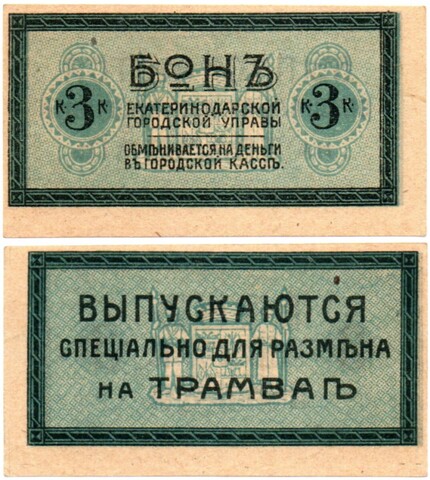 БОНЪ
К 3 К К 3 К
ЕКАТЕРИНОДАРСКОЙ
ГОРОДСКОЙ УПРАВЫ
ОБМѢНИВАЕТСЯ НА ДЕНЬГИ
ВЪ ГОРОДСКОЙ КАССѢ.
ВЫПУСКАЮТСЯ
СПЕЦІАЛЬНО ДЛЯ РАЗМѢНА
НА ТРАМВАѢ